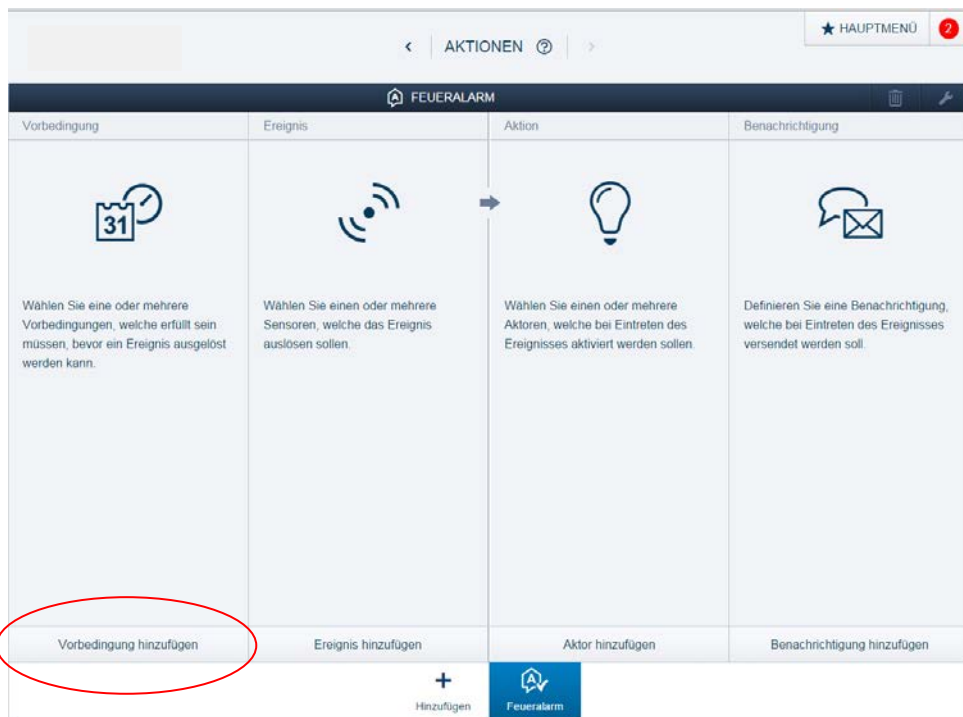 HAUPTMENÜ
2
AKTIONEN
FEUERALARM
Vorbedingung
Ereignis
Aktion
Benachrichtigung
31
Wählen Sie eine oder mehrere
Vorbedingungen, welche erfüllt sein
müssen, bevor ein Ereignis ausgelöst
werden kann.
Wählen Sie einen oder mehrere
Sensoren, welche das Ereignis
auslösen sollen.
Wählen Sie einen oder mehrere
Aktoren, welche bei Eintreten des
Ereignisses aktiviert werden sollen.
Definieren Sie eine Benachrichtigung,
welche bei Eintreten des Ereignisses
versendet werden soll.
Vorbedingung hinzufügen
Ereignis hinzufügen
Aktor hinzufügen
Benachrichtigung hinzufügen
Hinzufügen
Feueralarm